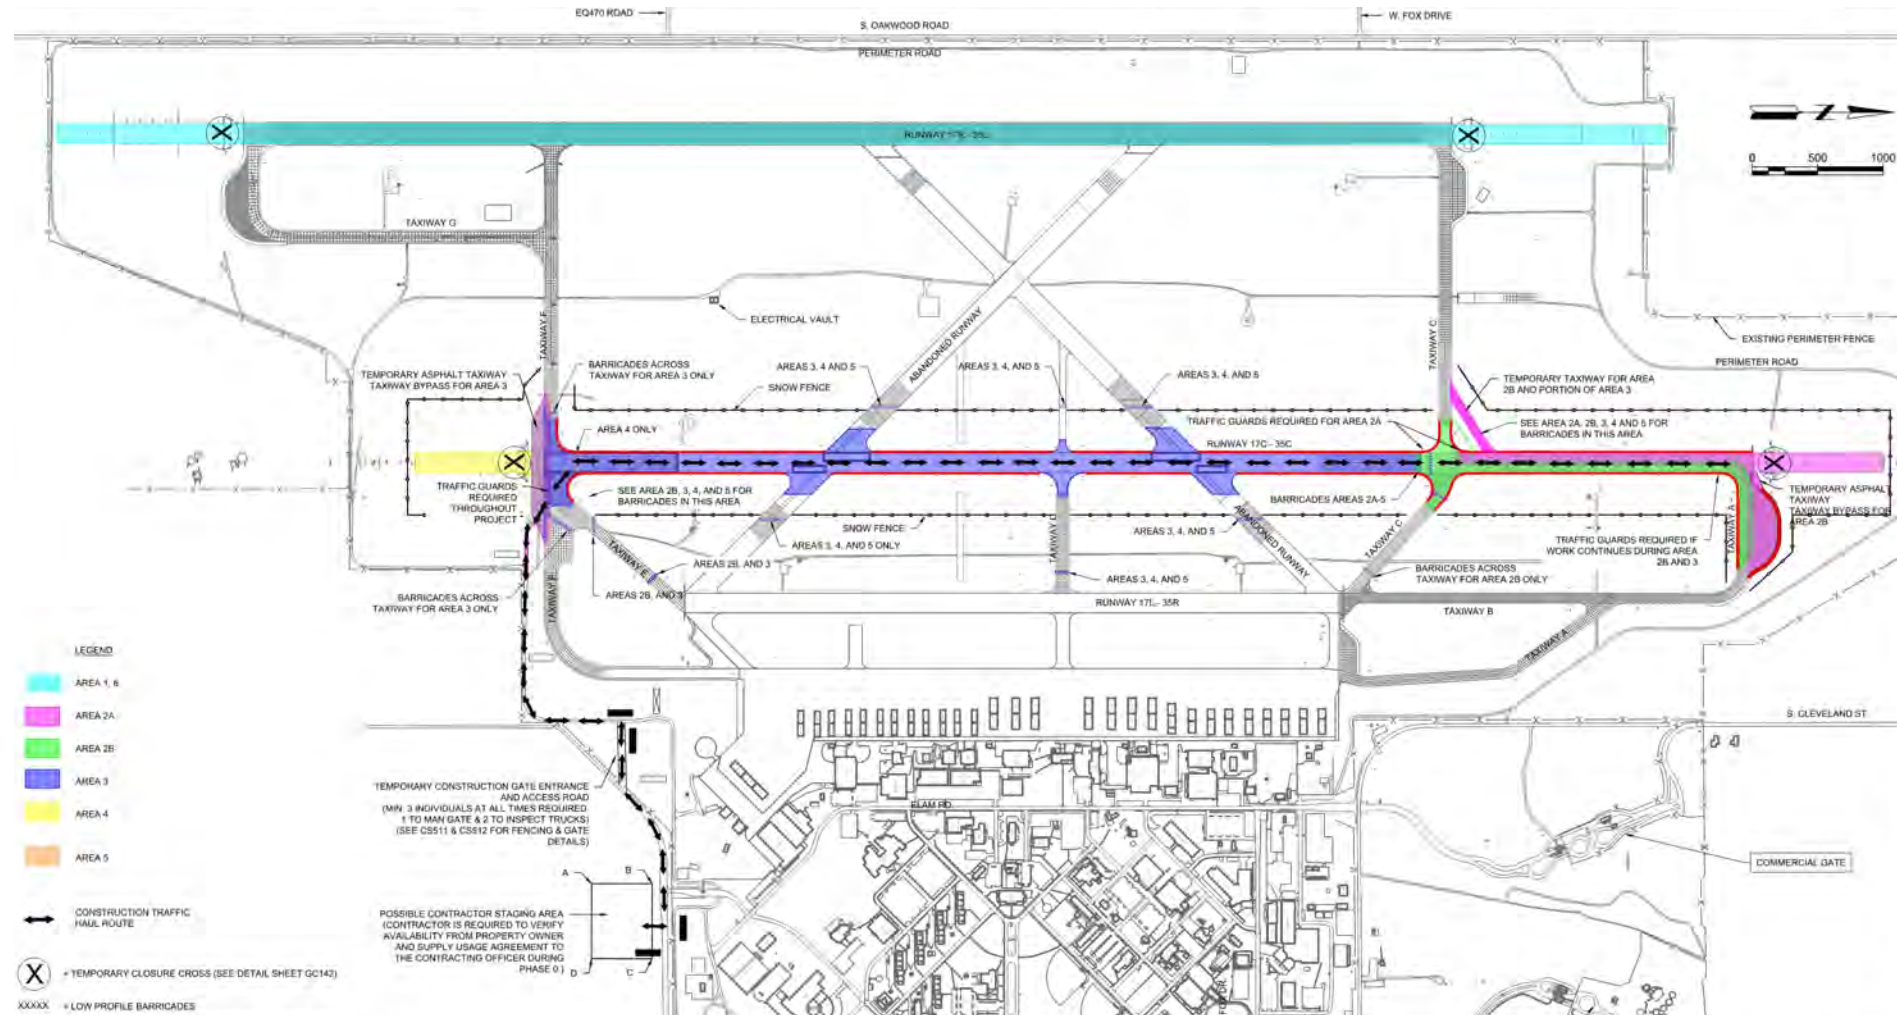 EQ470 ROAD
W. FOX DRIVE
S. OAKWOOD ROAD
PERIMETER ROAD
X
X
RUNWAY 17R - 35L
0 500 1000
TAXIWAY G
ELECTRICAL VAULT
ABANDONED RUNWAY
TAXIWAY F
TAXIWAY C
EXISTING PERIMETER FENCE
PERIMETER ROAD
TEMPORARY ASPHALT TAXIWAY
TAXIWAY BYPASS FOR AREA 3
BARRICADES ACROSS
TAXIWAY FOR AREA 3 ONLY
AREAS 3, 4 AND 5
AREAS 3, 4, AND 5
AREAS 3, 4, AND 5
SNOW FENCE
TEMPORARY TAXIWAY FOR AREA
2B AND PORTION OF AREA 3
AREA 4 ONLY
TRAFFIC GUARDS REQUIRED FOR AREA 2A
SEE AREA 2A, 2B, 3, 4 AND 5 FOR
BARRICADES IN THIS AREA
RUNWAY 17C - 35C
X
X
TRAFFIC GUARDS
REQUIRED
THROUGHOUT
PROJECT
SEE AREA 2B, 3, 4, AND 5 FOR
BARRICADES IN THIS AREA
BARRICADES AREAS 2A-5
TEMPORARY ASPHALT
TAXIWAY
TAXIWAY BYPASS FOR
AREA 2B
SNOW FENCE
ABANDONED RUNWAY
AREAS 3, 4, AND 5
AREAS 3, 4, AND 5 ONLY
TAXIWAY D
TAXIWAY C
TAXIWAY A
TRAFFIC GUARDS REQUIRED IF
WORK CONTINUES DURING AREA
2B AND 3
TAXIWAY E
AREAS 2B, AND 3
AREAS 2B, AND 3
AREAS 3, 4, AND 5
BARRICADES ACROSS
TAXIWAY FOR AREA 2B ONLY
BARRICADES ACROSS
TAXIWAY FOR AREA 3 ONLY
TAXIWAY F
RUNWAY 17L - 35R
TAXIWAY B
TAXIWAY A
S. CLEVELAND ST.
LEGEND
AREA 1, 6
AREA 2A
AREA 2B
AREA 3
AREA 4
AREA 5
CONSTRUCTION TRAFFIC
HAUL ROUTE
X = TEMPORARY CLOSURE CROSS (SEE DETAIL SHEET GC142)
XXXXX = LOW PROFILE BARRICADES
TEMPORARY CONSTRUCTION GATE ENTRANCE
AND ACCESS ROAD
(MIN. 3 INDIVIDUALS AT ALL TIMES REQUIRED.
1 TO MAN GATE & 2 TO INSPECT TRUCKS)
(SEE CS511 & CS512 FOR FENCING & GATE
DETAILS)
ELAM RD.
COMMERCIAL GATE
A
B
POSSIBLE CONTRACTOR STAGING AREA
(CONTRACTOR IS REQUIRED TO VERIFY
AVAILABILITY FROM PROPERTY OWNER
AND SUPPLY USAGE AGREEMENT TO
THE CONTRACTING OFFICER DURING
PHASE 0.)
D
C
FOX DR.